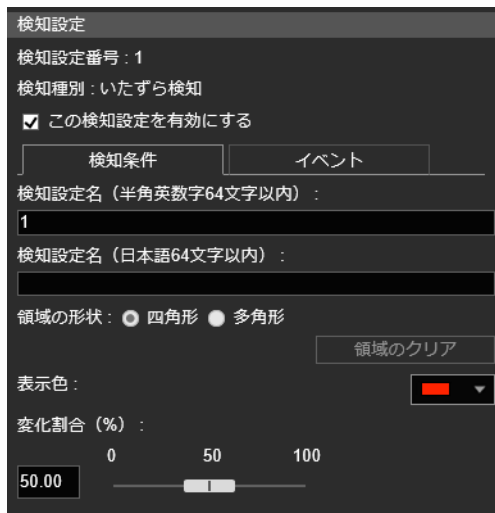 検知設定
検知設定番号 : 1
検知種別 : いたずら検知
この検知設定を有効にする
検知条件 イベント
検知設定名（半角英数字64文字以内） :
1
検知設定名（日本語64文字以内） :
領域の形状 : 四角形 多角形
領域のクリア
表示色 :
変化割合（%） :
0 50 100
50.00